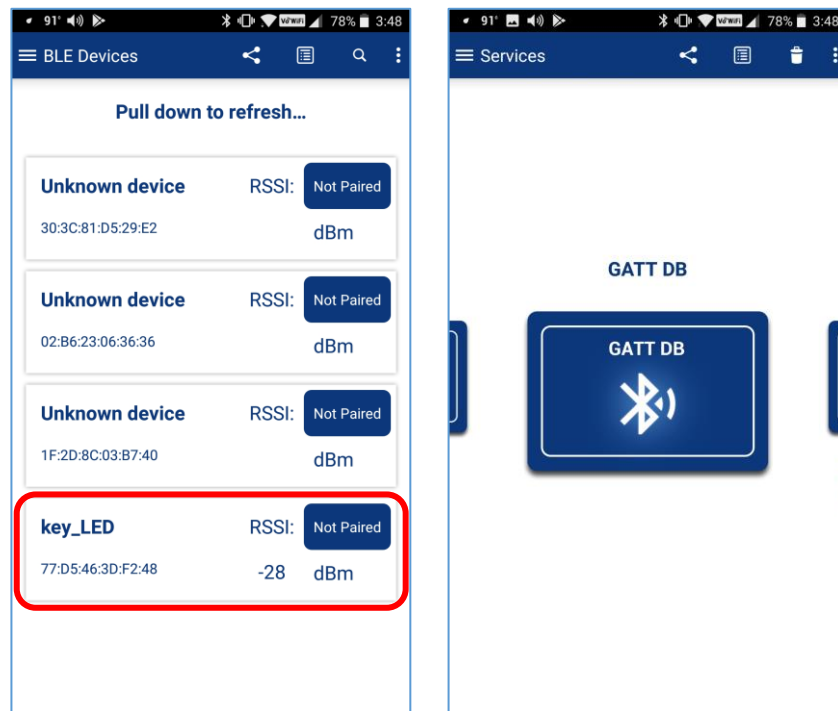 91° 78% 3:48
BLE Devices
Pull down to refresh...
Unknown device RSSI: Not Paired
30:3C:81:D5:29:E2 dBm
Unknown device RSSI: Not Paired
02:B6:23:06:36:36 dBm
Unknown device RSSI: Not Paired
1F:2D:8C:03:B7:40 dBm
key_LED RSSI: Not Paired
77:D5:46:3D:F2:48 -28 dBm
91° 78% 3:48
Services
GATT DB
GATT DB